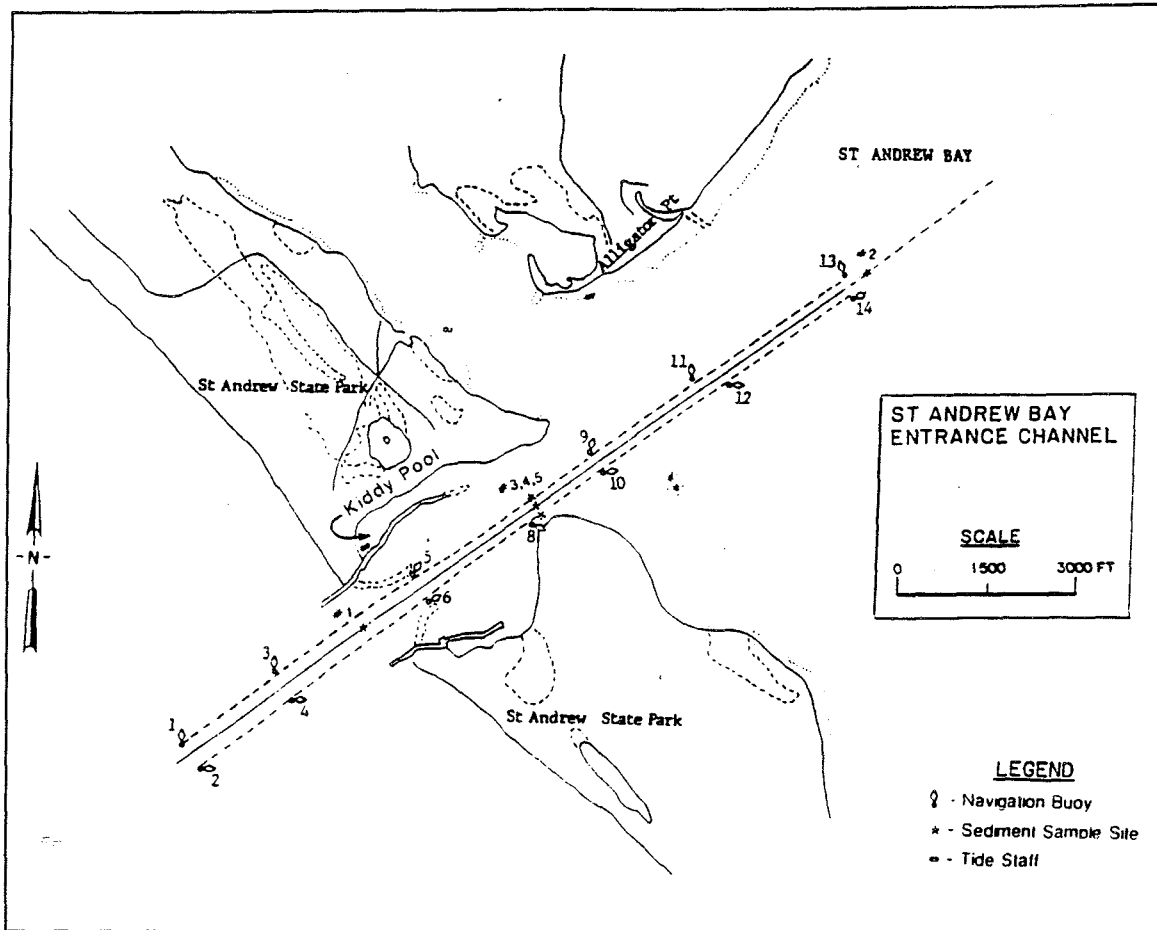 ST ANDREW BAY
Alligator Pt
#2
13
14
11
12
St Andrew State Park
9
10
Kiddy Pool
#3,4,5
8
5
6
#1
3
4
1
2
St Andrew State Park
-N-
ST ANDREW BAY
ENTRANCE CHANNEL
SCALE
0 1500 3000 FT
LEGEND
- Navigation Buoy
- Sediment Sample Site
- Tide Staff